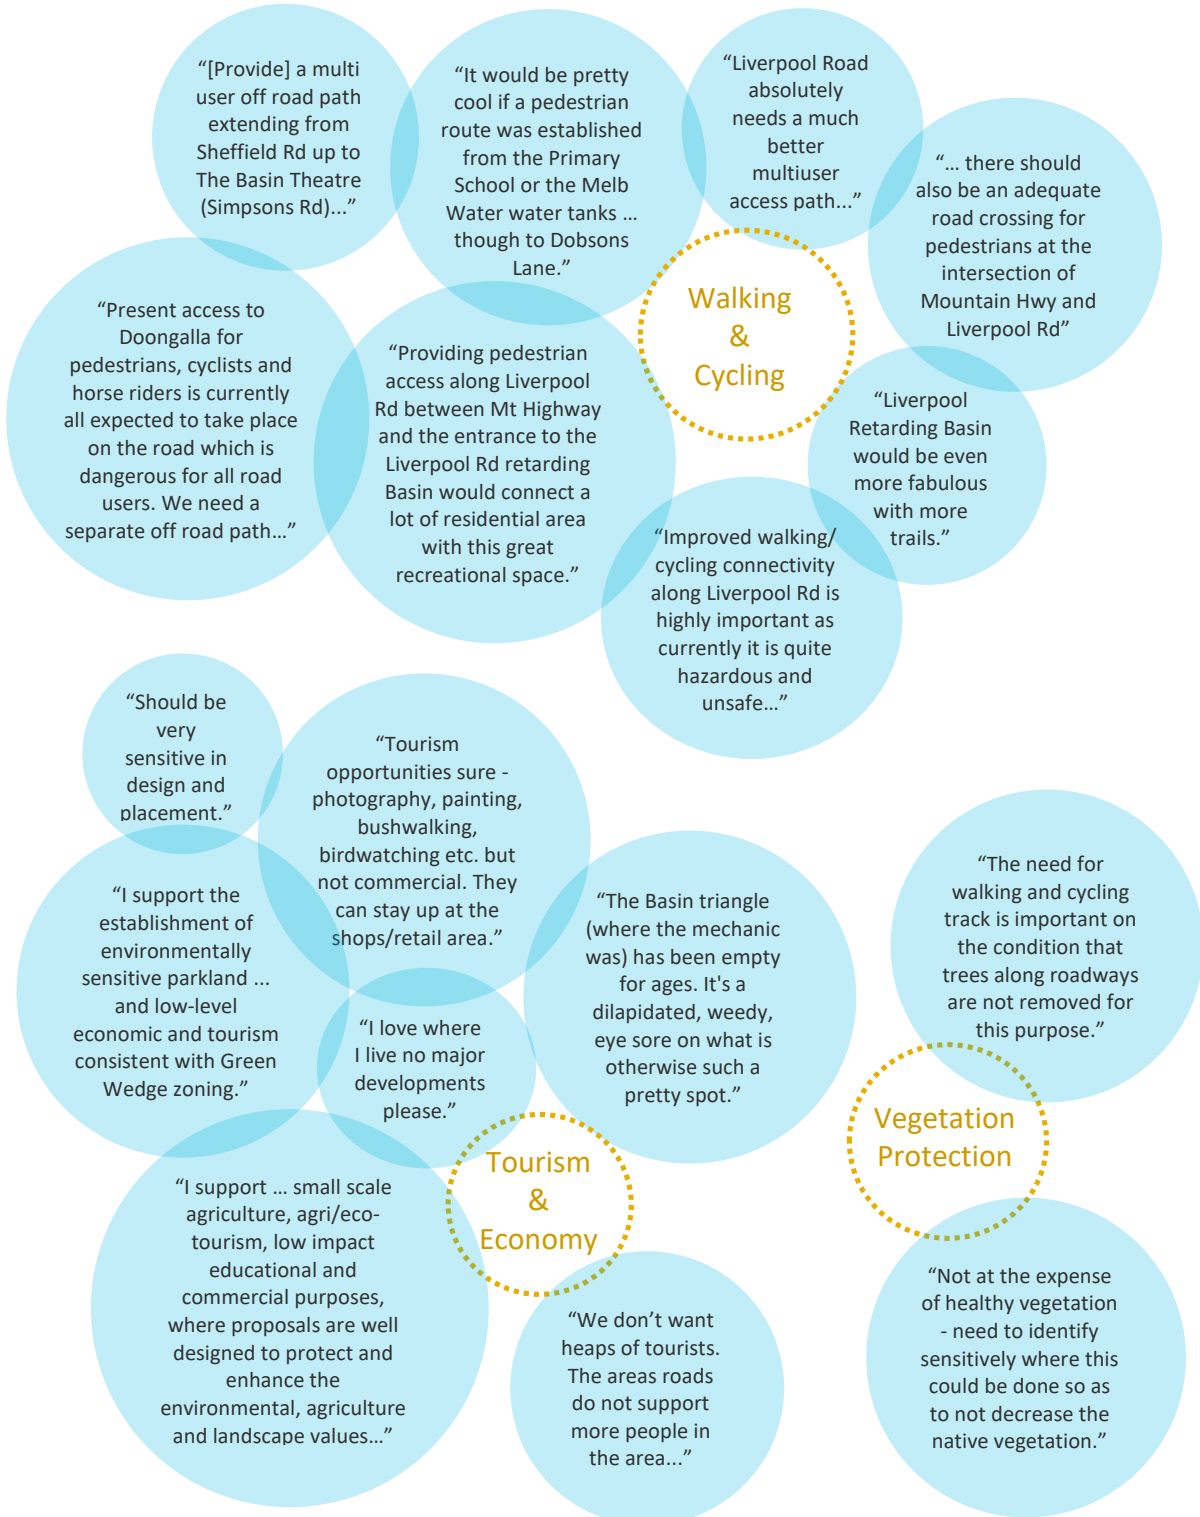 “[Provide] a multi
user off road path
extending from
Sheffield Rd up to
The Basin Theatre
(Simpsons Rd)...”
“It would be pretty
cool if a pedestrian
route was established
from the Primary
School or the Melb
Water water tanks ...
though to Dobsons
Lane.”
“Liverpool Road
absolutely
needs a much
better
multiuser
access path...”
“... there should
also be an adequate
road crossing for
pedestrians at the
intersection of
Mountain Hwy and
Liverpool Rd”
Walking
&
Cycling
“Present access to
Doongalla for
pedestrians, cyclists and
horse riders is currently
all expected to take place
on the road which is
dangerous for all road
users. We need a
separate off road path…”
“Providing pedestrian
access along Liverpool
Rd between Mt Highway
and the entrance to the
Liverpool Rd retarding
Basin would connect a
lot of residential area
with this great
recreational space.”
“Liverpool
Retarding Basin
would be even
more fabulous
with more
trails.”
“Improved walking/
cycling connectivity
along Liverpool Rd is
highly important as
currently it is quite
hazardous and
unsafe…”
“Should be
very
sensitive in
design and
placement.”
“Tourism
opportunities sure -
photography, painting,
bushwalking,
birdwatching etc. but
not commercial. They
can stay up at the
shops/retail area.”
“I support the
establishment of
environmentally
sensitive parkland ...
and low-level
economic and tourism
consistent with Green
Wedge zoning.”
“The Basin triangle
(where the mechanic
was) has been empty
for ages. It's a
dilapidated, weedy,
eye sore on what is
otherwise such a
pretty spot.”
“The need for
walking and cycling
track is important on
the condition that
trees along roadways
are not removed for
this purpose.”
“I love where
I live no major
developments
please.”
Vegetation
Protection
Tourism
&
Economy
“I support ... small scale
agriculture, agri/eco-
tourism, low impact
educational and
commercial purposes,
where proposals are well
designed to protect and
enhance the
environmental, agriculture
and landscape values…”
“We don’t want
heaps of tourists.
The areas roads
do not support
more people in
the area...”
“Not at the expense
of healthy vegetation
- need to identify
sensitively where this
could be done so as
to not decrease the
native vegetation.”